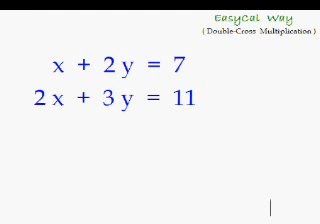 EasyCal Way
( Double-Cross Multiplication )
x + 2 y = 7
2 x + 3 y = 11